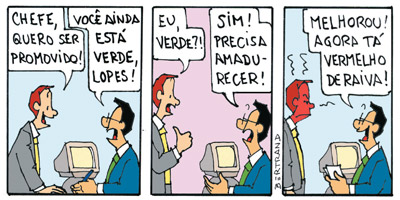 CHEFE,
QUERO SER
PROMOVIDO!
VOCÊ AINDA
ESTÁ
VERDE,
LOPES!
EU,
VERDE?!
SIM!
PRECISA
AMADU-
RECER!
MELHOROU!
AGORA TÁ
VERMELHO
DE RAIVA!
BERTRAND